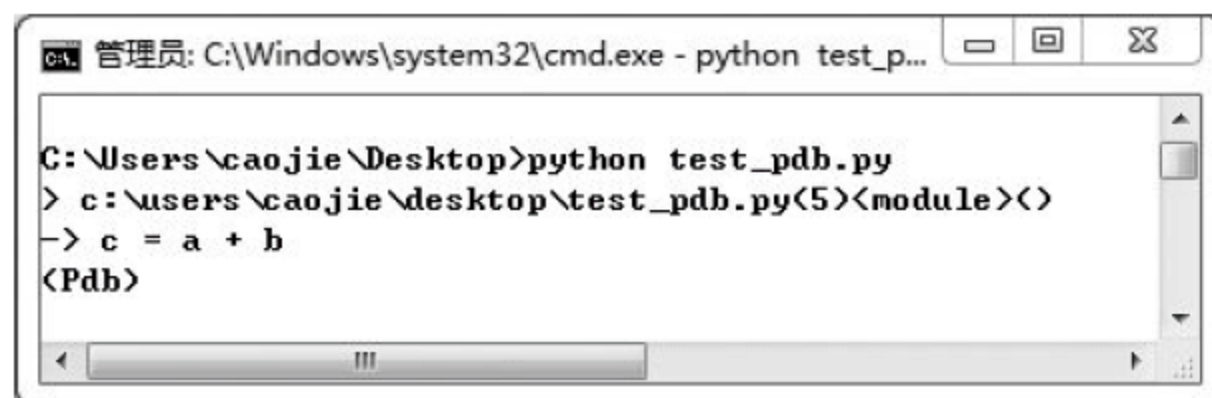 管理员: C:\Windows\system32\cmd.exe - python test_p...
C:\Users\caojie\Desktop>python test_pdb.py
> c:\users\caojie\desktop\test_pdb.py(5)<module>()
-> c = a + b
(Pdb)